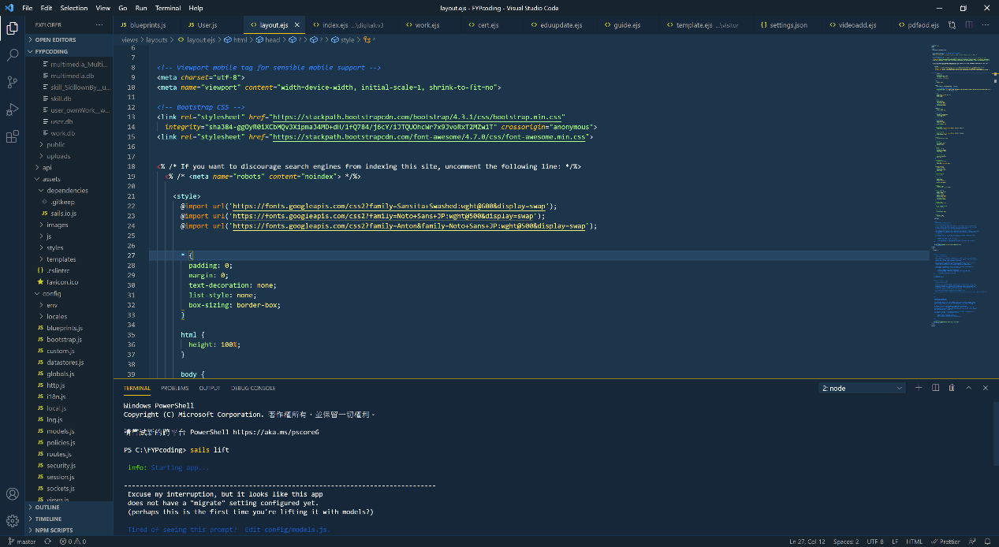 File Edit Selection View Go Run Terminal Help
layout.ejs - FYPcoding - Visual Studio Code
EXPLORER ···
OPEN EDITORS
FYPCODING
multimedia_Multi...
multimedia.db
skill_SkillownBy__u...
skill.db
user_ownWork__w...
user.db
work.db
public
uploads
api
assets
dependencies
.gitkeep
sails.io.js
images
js
styles
templates
.eslintrc
favicon.ico
config
env
locales
blueprints.js
bootstrap.js
custom.js
datastores.js
globals.js
http.js
i18n.js
local.js
log.js
models.js
policies.js
routes.js
security.js
session.js
sockets.js
views.js
OUTLINE
TIMELINE
NPM SCRIPTS
JS blueprints.js JS User.js <> layout.ejs <> index.ejs ...\digitalcv3 <> work.ejs <> cert.ejs <> eduupdate.ejs <> guide.ejs <> template.ejs ...\visitor {} settings.json <> videoadd.ejs <> pdfadd.ejs
views > layouts > <> layout.ejs > html > head > ? > ? > style > *
6
7
8 <!-- Viewport mobile tag for sensible mobile support -->
9 <meta charset="utf-8">
10 <meta name="viewport" content="width=device-width, initial-scale=1, shrink-to-fit=no">
11
12 <!-- Bootstrap CSS -->
13 <link rel="stylesheet" href="https://stackpath.bootstrapcdn.com/bootstrap/4.3.1/css/bootstrap.min.css"
14 integrity="sha384-ggOyR0iXCbMQv3Xipma34MD+dH/1fQ784/j6cY/iJTQUOhcWr7x9JvoRxT2MZw1T" crossorigin="anonymous">
15 <link rel="stylesheet" href="https://stackpath.bootstrapcdn.com/font-awesome/4.7.0/css/font-awesome.min.css">
16
17
18 <% /* If you want to discourage search engines from indexing this site, uncomment the following line: */%>
19 <% /* <meta name="robots" content="noindex"> */%>
20
21 <style>
22 @import url('https://fonts.googleapis.com/css2?family=Sansita+Swashed:wght@600&display=swap');
23 @import url('https://fonts.googleapis.com/css2?family=Noto+Sans+JP:wght@500&display=swap');
24 @import url('https://fonts.googleapis.com/css2?family=Anton&family=Noto+Sans+JP:wght@500&display=swap');
25
26
27 * {
28 padding: 0;
29 margin: 0;
30 text-decoration: none;
31 list-style: none;
32 box-sizing: border-box;
33 }
34
35 html {
36 height: 100%;
37 }
38
39 body {
TERMINAL PROBLEMS OUTPUT DEBUG CONSOLE
2: node
Windows PowerShell
Copyright (C) Microsoft Corporation. 著作權所有，並保留一切權利。
請嘗試新的跨平台 PowerShell https://aka.ms/pscore6
PS C:\FYPcoding> sails lift
info: Starting app...
------------------------------------------------------------------------------
Excuse my interruption, but it looks like this app
does not have a "migrate" setting configured yet.
(perhaps this is the first time you're lifting it with models?)
Tired of seeing this prompt? Edit config/models.js.
master 0 0
Ln 27, Col 12 Spaces: 2 UTF-8 LF HTML Prettier